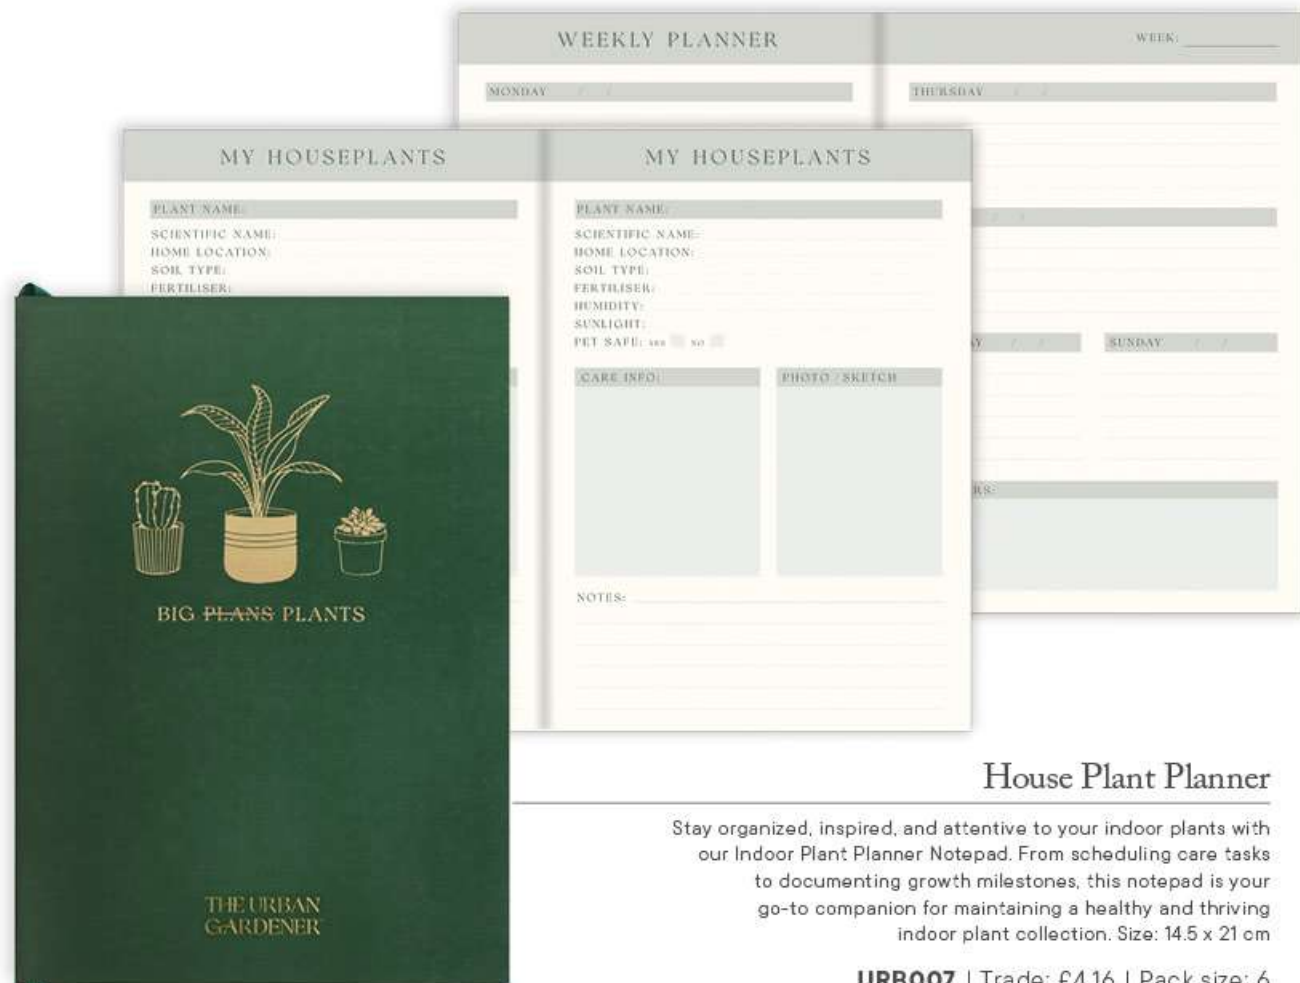 WEEKLY PLANNER
WEEK:
MONDAY / /
THURSDAY / /
/ /
AY / /
SUNDAY / /
RS:
MY HOUSEPLANTS
PLANT NAME:
SCIENTIFIC NAME:
HOME LOCATION:
SOIL TYPE:
FERTILISER:
MY HOUSEPLANTS
PLANT NAME:
SCIENTIFIC NAME:
HOME LOCATION:
SOIL TYPE:
FERTILISER:
HUMIDITY:
SUNLIGHT:
PET SAFE: YES NO
CARE INFO:
PHOTO / SKETCH
NOTES:
BIG PLANS PLANTS
THE URBAN
GARDENER
House Plant Planner
Stay organized, inspired, and attentive to your indoor plants with
our Indoor Plant Planner Notepad. From scheduling care tasks
to documenting growth milestones, this notepad is your
go-to companion for maintaining a healthy and thriving
indoor plant collection. Size: 14.5 x 21 cm
URB007 | Trade: £4.16 | Pack size: 6